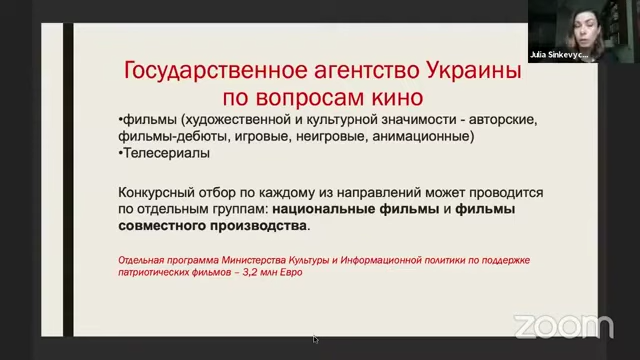 Государственное агентство Украины
по вопросам кино
•фильмы (художественной и культурной значимости - авторские,
фильмы-дебюты, игровые, неигровые, анимационные)
•Телесериалы
Конкурсный отбор по каждому из направлений может проводится
по отдельным группам: национальные фильмы и фильмы
совместного производства.
Отдельная программа Министерства Культуры и Информационной политики по поддержке
патриотических фильмов – 3,2 млн Евро
Julia Sinkevyc...
zoom